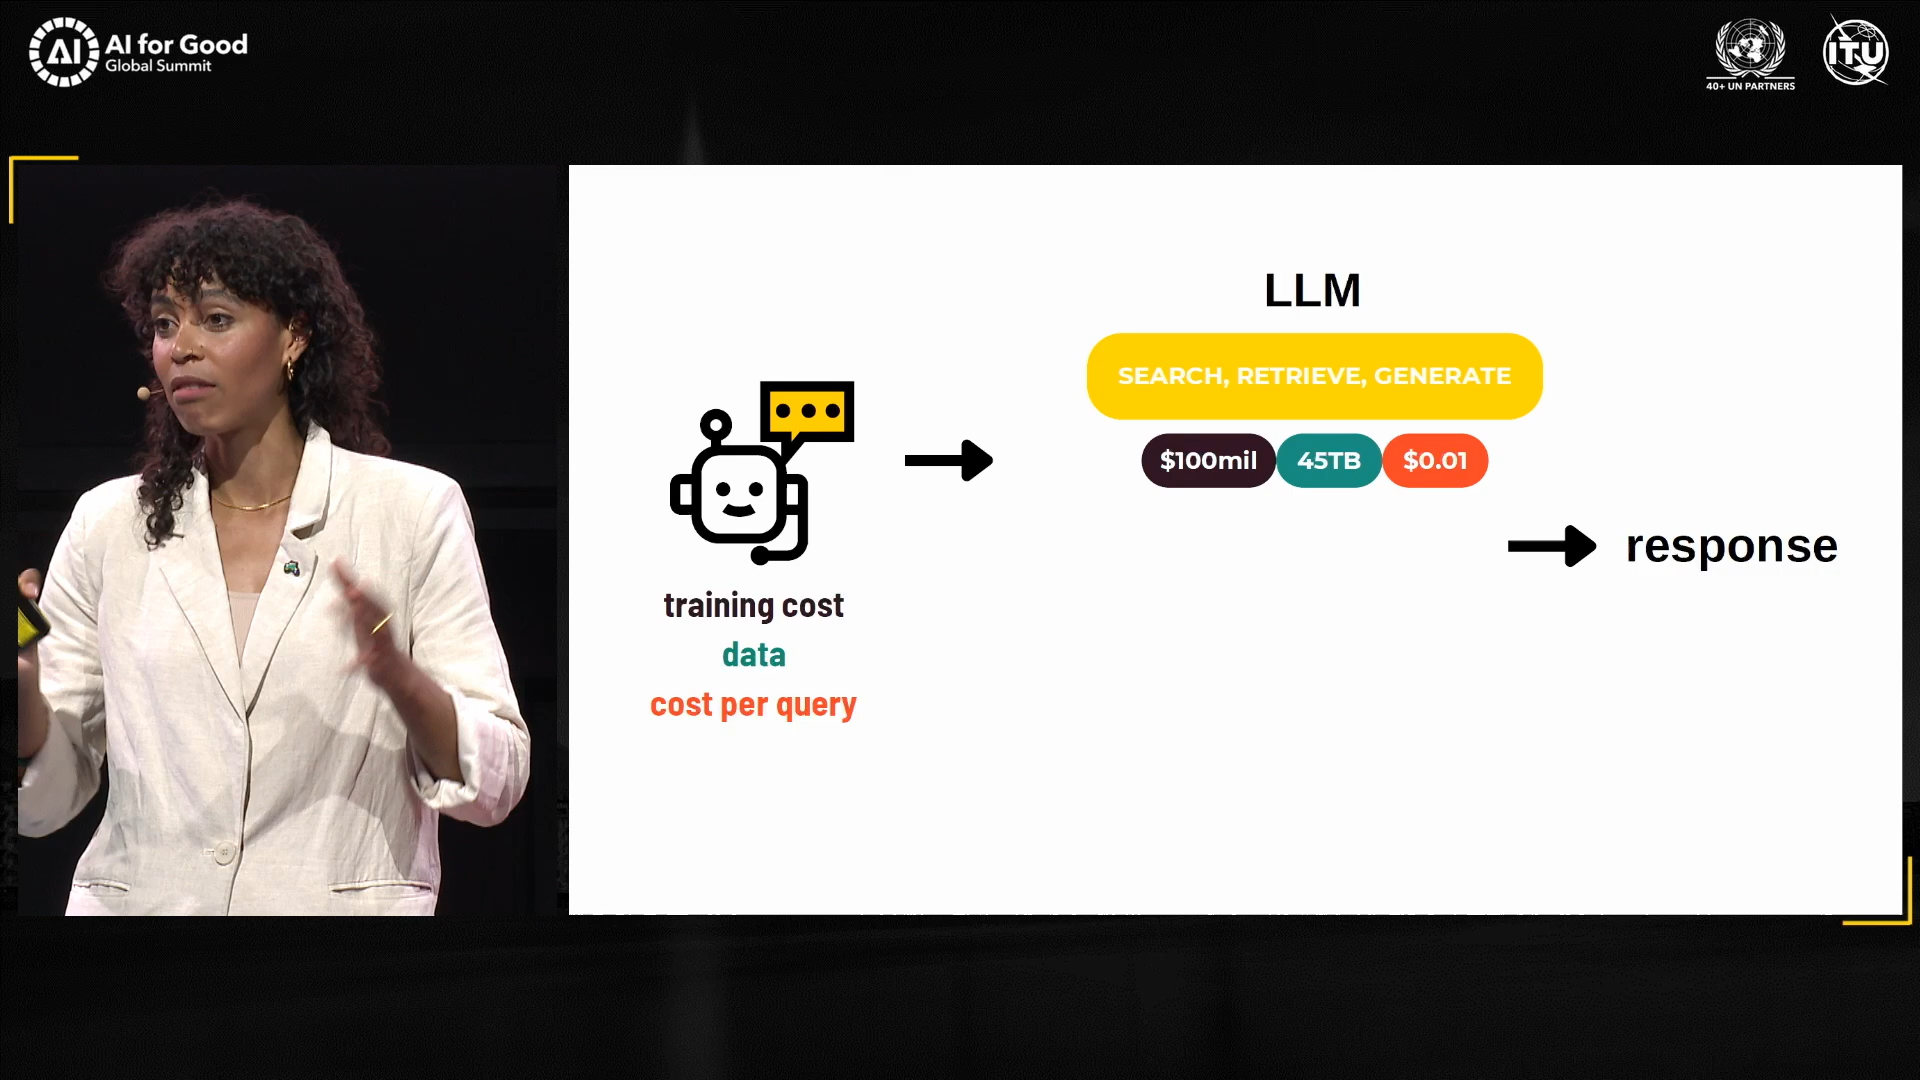 AI
AI for Good
Global Summit
40+ UN PARTNERS
ITU
LLM
SEARCH, RETRIEVE, GENERATE
$100mil
45TB
$0.01
response
training cost
data
cost per query